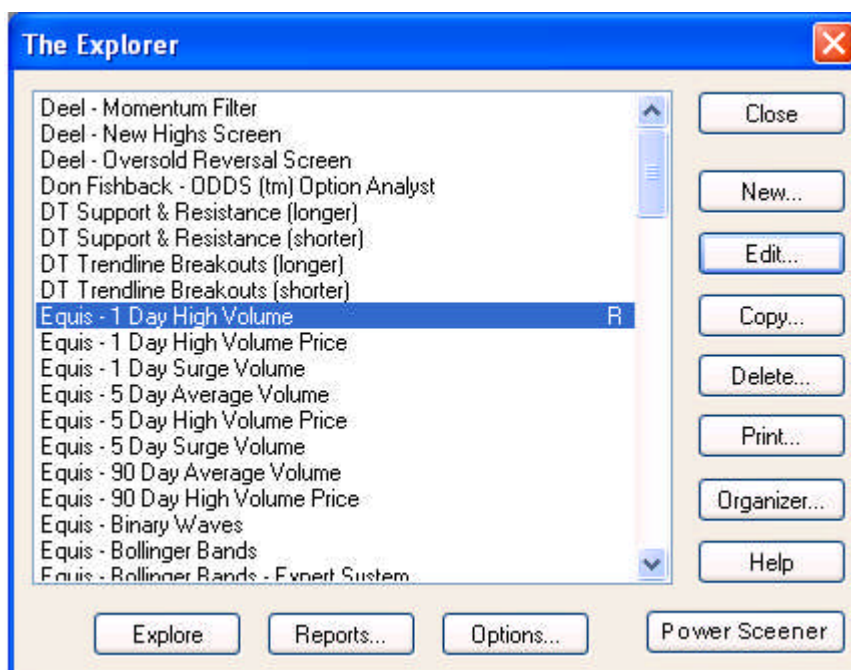 The Explorer
Deel - Momentum Filter
Deel - New Highs Screen
Deel - Oversold Reversal Screen
Don Fishback - ODDS (tm) Option Analyst
DT Support & Resistance (longer)
DT Support & Resistance (shorter)
DT Trendline Breakouts (longer)
DT Trendline Breakouts (shorter)
Equis - 1 Day High Volume R
Equis - 1 Day High Volume Price
Equis - 1 Day Surge Volume
Equis - 5 Day Average Volume
Equis - 5 Day High Volume Price
Equis - 5 Day Surge Volume
Equis - 90 Day Average Volume
Equis - 90 Day High Volume Price
Equis - Binary Waves
Equis - Bollinger Bands
Equis - Bollinger Bands - Expert System
Close
New...
Edit...
Copy...
Delete...
Print...
Organizer...
Help
Explore
Reports...
Options...
Power Sceener